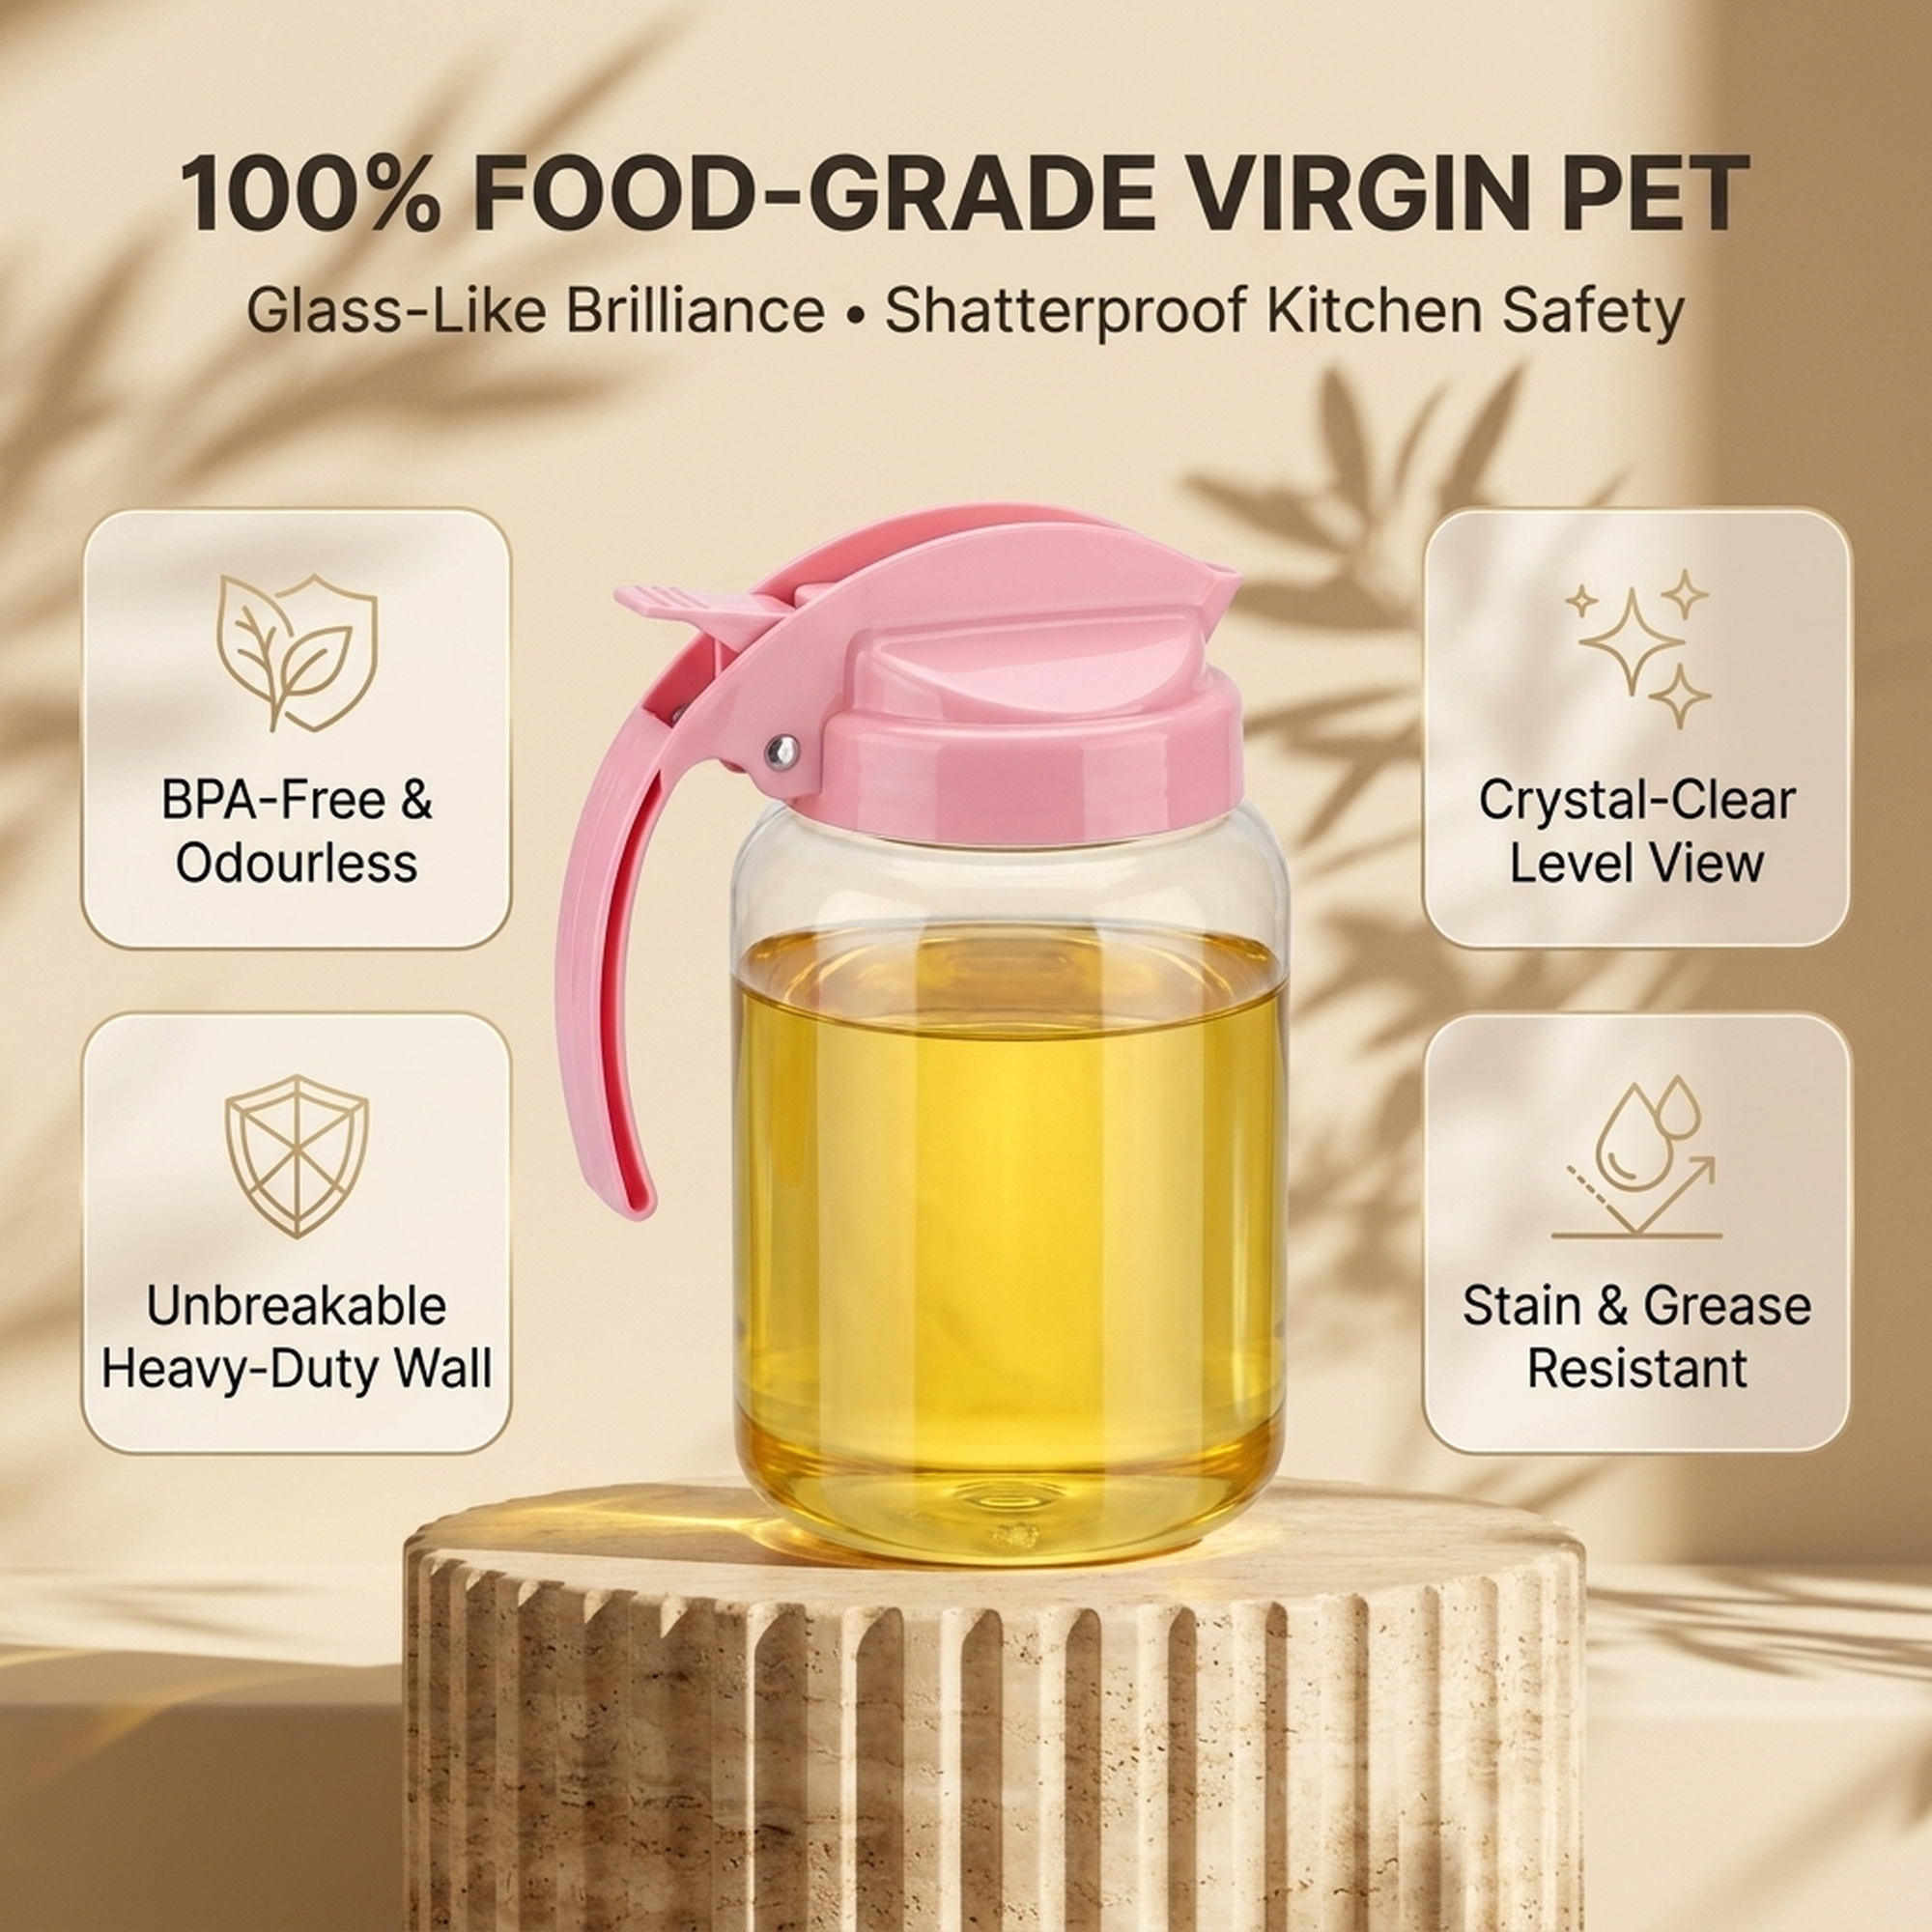 100% FOOD-GRADE VIRGIN PET
Glass-Like Brilliance • Shatterproof Kitchen Safety
BPA-Free &
Odourless
Crystal-Clear
Level View
Unbreakable
Heavy-Duty Wall
Stain & Grease
Resistant